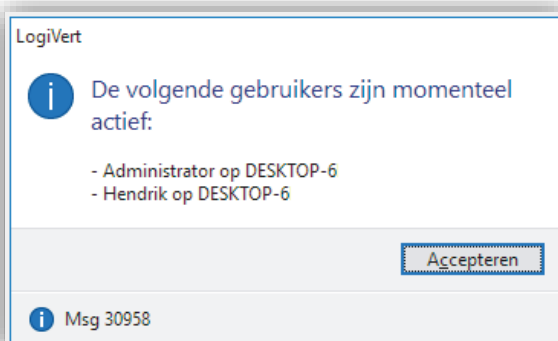 LogiVert
De volgende gebruikers zijn momenteel
actief:
- Administrator op DESKTOP-6
- Hendrik op DESKTOP-6
Accepteren
Msg 30958